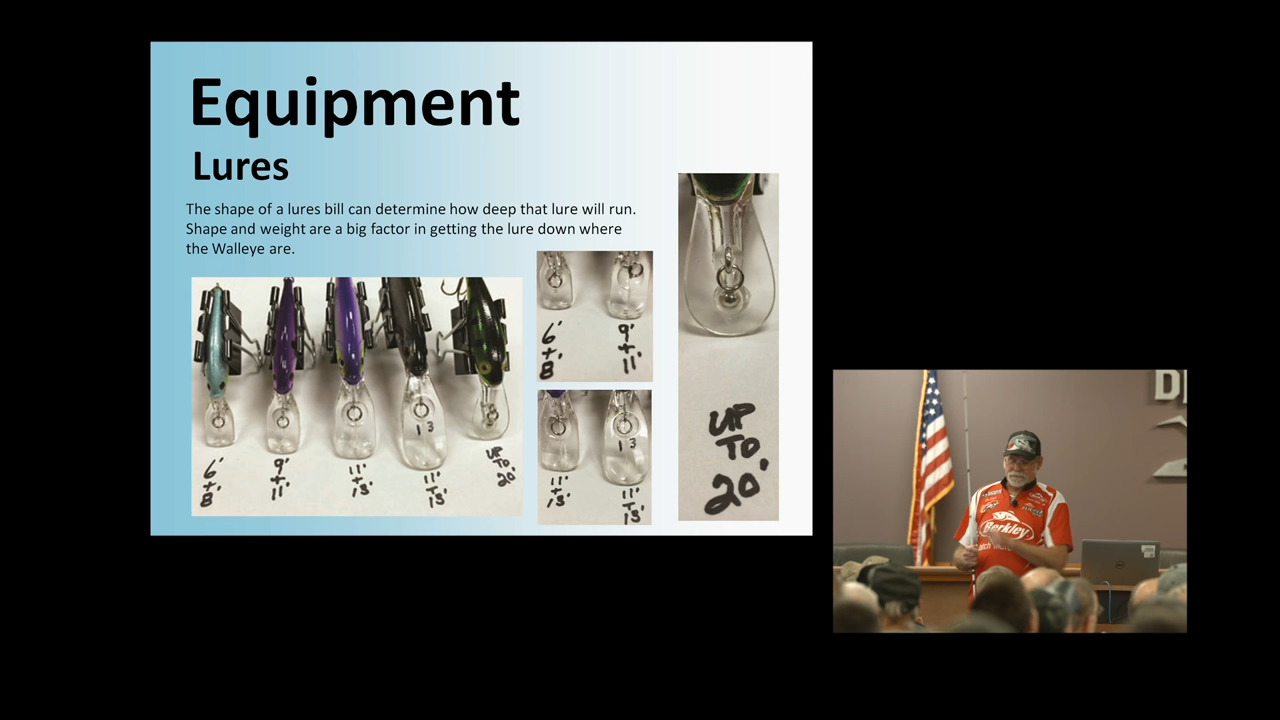 Equipment
Lures
The shape of a lures bill can determine how deep that lure will run.
Shape and weight are a big factor in getting the lure down where
the Walleye are.
6'
+
8'
9'
+
11'
11'
+
13'
13
11'
+
13'
UP
TO
20'
6'
+
8'
9'
+
11'
11'
+
13'
13
11'
+
13'
UP
TO
20'
Berkley
D